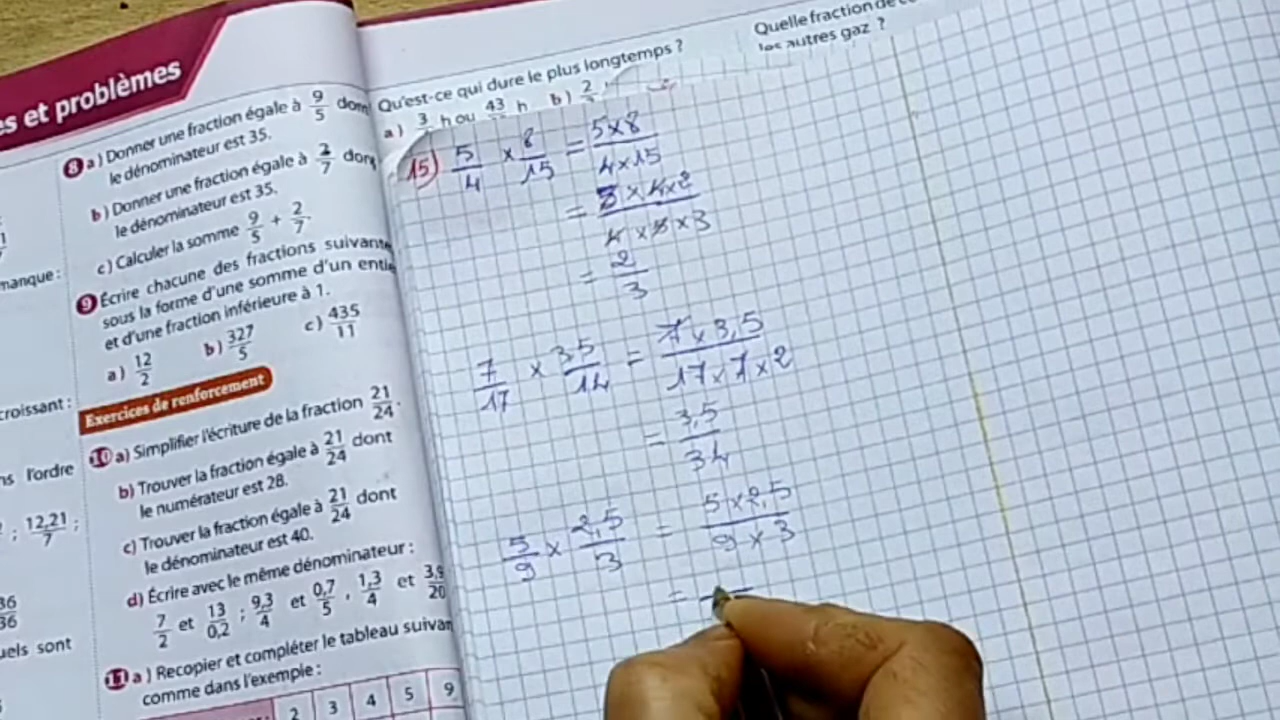 es et problèmes
8 a) Donner une fraction égale à 9/5 dont
le dénominateur est 35.
b) Donner une fraction égale à 2/7 dont
le dénominateur est 35.
c) Calculer la somme 9/5 + 2/7.
9 Écrire chacune des fractions suivante
sous la forme d'une somme d'un entie
et d'une fraction inférieure à 1.
a) 12/2 b) 327/5 c) 435/11
Exercices de renforcement
10 a) Simplifier l'écriture de la fraction 21/24.
b) Trouver la fraction égale à 21/24 dont
le numérateur est 28.
c) Trouver la fraction égale à 21/24 dont
le dénominateur est 40.
d) Écrire avec le même dénominateur :
7/2 et 13/0,2 ; 9,3/4 et 0,7/5 , 1,3/4 et 3,9/20
11 a) Recopier et compléter le tableau suivan
comme dans l'exemple :
2 3 4 5 9
manque :
croissant :
ns l'ordre
; 12,21/7 ;
36/36
uels sont
Qu'est-ce qui dure le plus longtemps ?
a) 3 h ou 43 h b) 2
Quelle fraction de
les autres gaz ?
15) 5/4 × 8/15 = 5×8/4×15
= 5×4×2/4×5×3
= 2/3
7/17 × 3,5/14 = 7×3,5/17×7×2
= 3,5/34
5/9 × 2,5/3 = 5×2,5/9×3
=